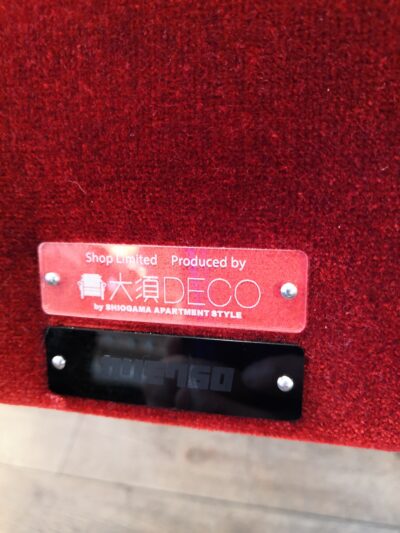 Shop Limited Produced by
大須DECO
by SHIOGAMA APARTMENT STYLE